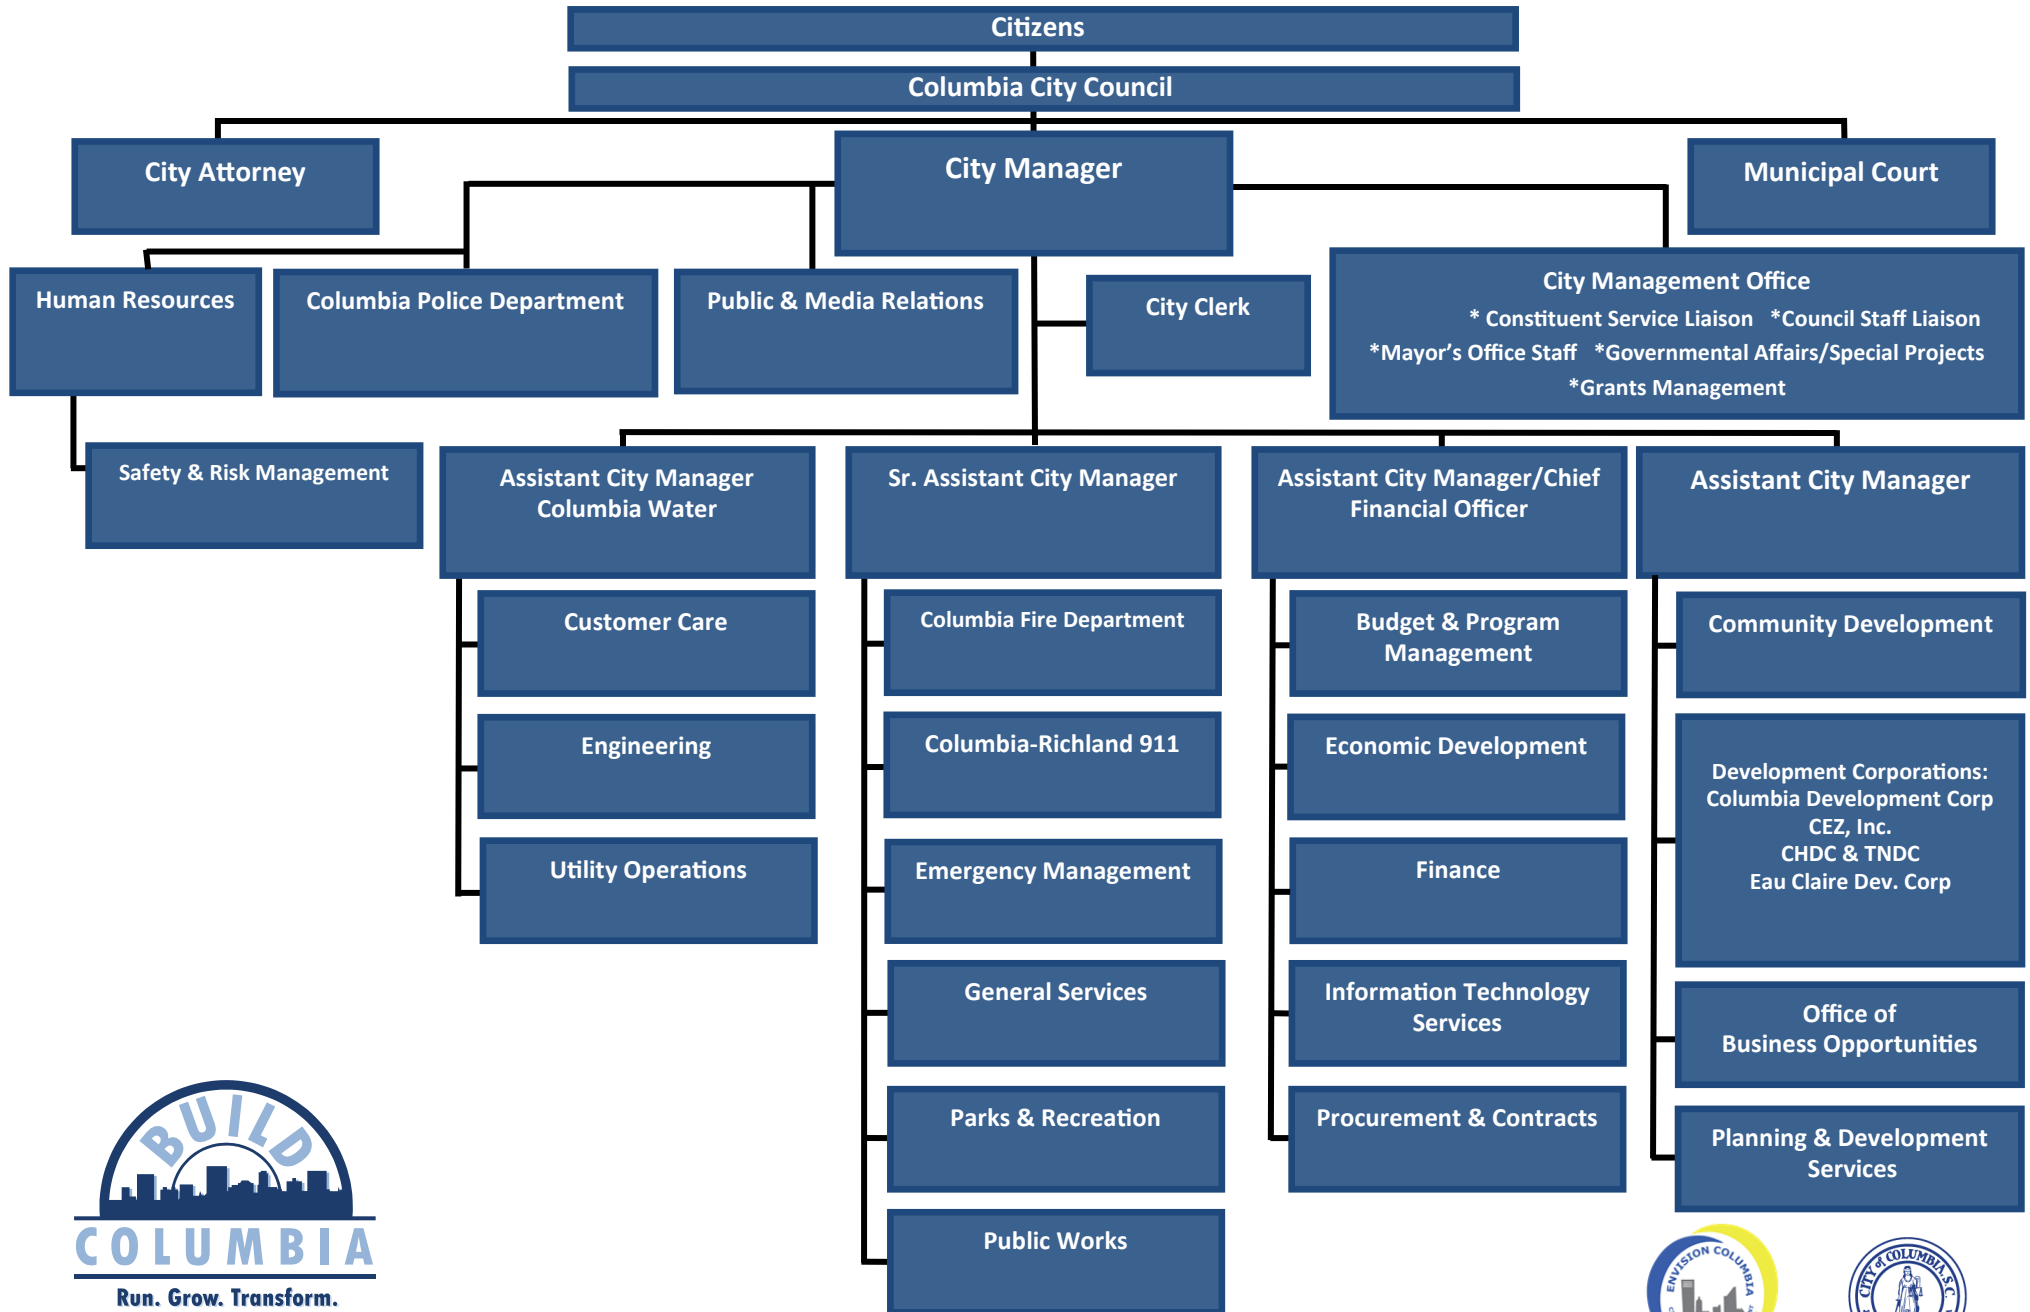 Citizens
Columbia City Council
City Attorney
City Manager
Municipal Court
Human Resources
Columbia Police Department
Public & Media Relations
City Clerk
City Management Office
* Constituent Service Liaison *Council Staff Liaison
*Mayor's Office Staff *Governmental Affairs/Special Projects
*Grants Management
Safety & Risk Management
Assistant City Manager
Columbia Water
Sr. Assistant City Manager
Assistant City Manager/Chief
Financial Officer
Assistant City Manager
Customer Care
Engineering
Utility Operations
Columbia Fire Department
Columbia-Richland 911
Emergency Management
General Services
Parks & Recreation
Public Works
Budget & Program
Management
Economic Development
Finance
Information Technology
Services
Procurement & Contracts
Community Development
Development Corporations:
Columbia Development Corp
CEZ, Inc.
CHDC & TNDC
Eau Claire Dev. Corp
Office of
Business Opportunities
Planning & Development
Services
BUILD
COLUMBIA
Run. Grow. Transform.
ENVISION COLUMBIA
CITY of COLUMBIA, S.C.